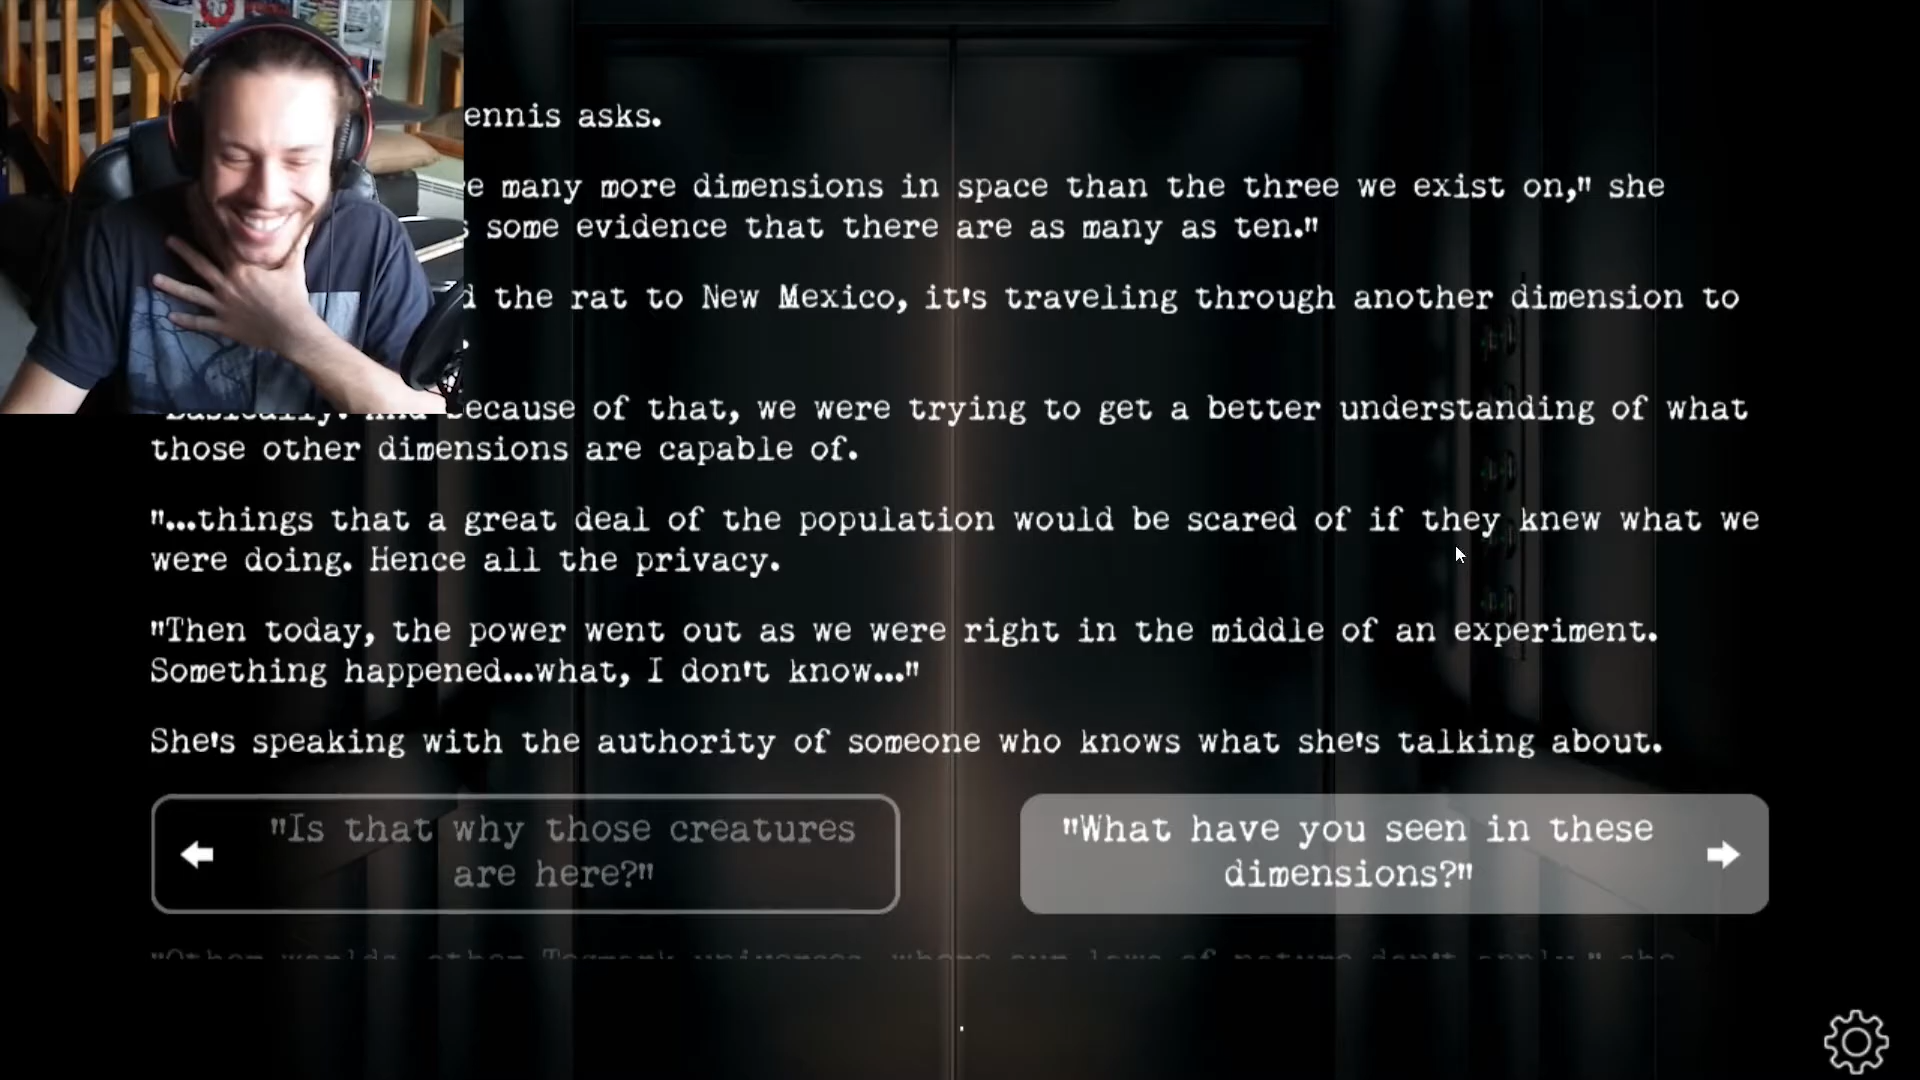 ennis asks.
e many more dimensions in space than the three we exist on," she
some evidence that there are as many as ten."
d the rat to New Mexico, it's traveling through another dimension to
because of that, we were trying to get a better understanding of what
those other dimensions are capable of.
"...things that a great deal of the population would be scared of if they knew what we
were doing. Hence all the privacy.
"Then today, the power went out as we were right in the middle of an experiment.
Something happened...what, I don't know..."
She's speaking with the authority of someone who knows what she's talking about.
"Is that why those creatures
are here?"
"What have you seen in these
dimensions?"